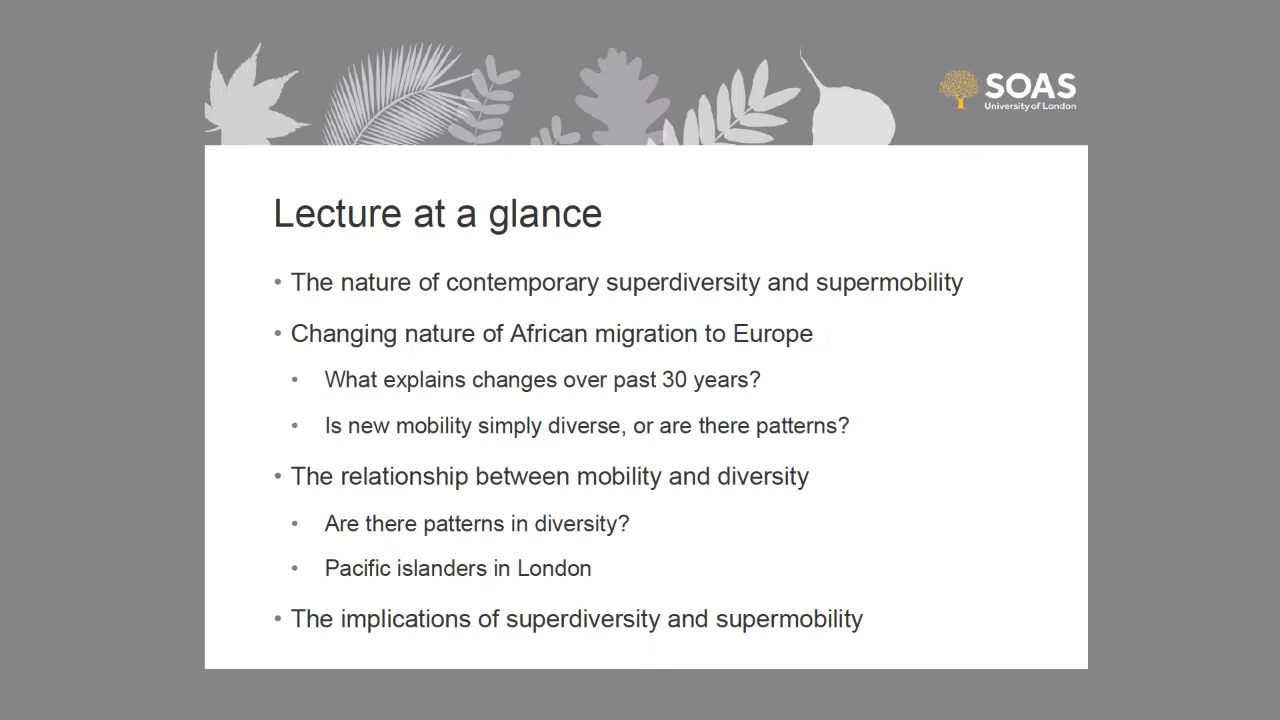 SOAS
University of London
Lecture at a glance
• The nature of contemporary superdiversity and supermobility
• Changing nature of African migration to Europe
• What explains changes over past 30 years?
• Is new mobility simply diverse, or are there patterns?
• The relationship between mobility and diversity
• Are there patterns in diversity?
• Pacific islanders in London
• The implications of superdiversity and supermobility